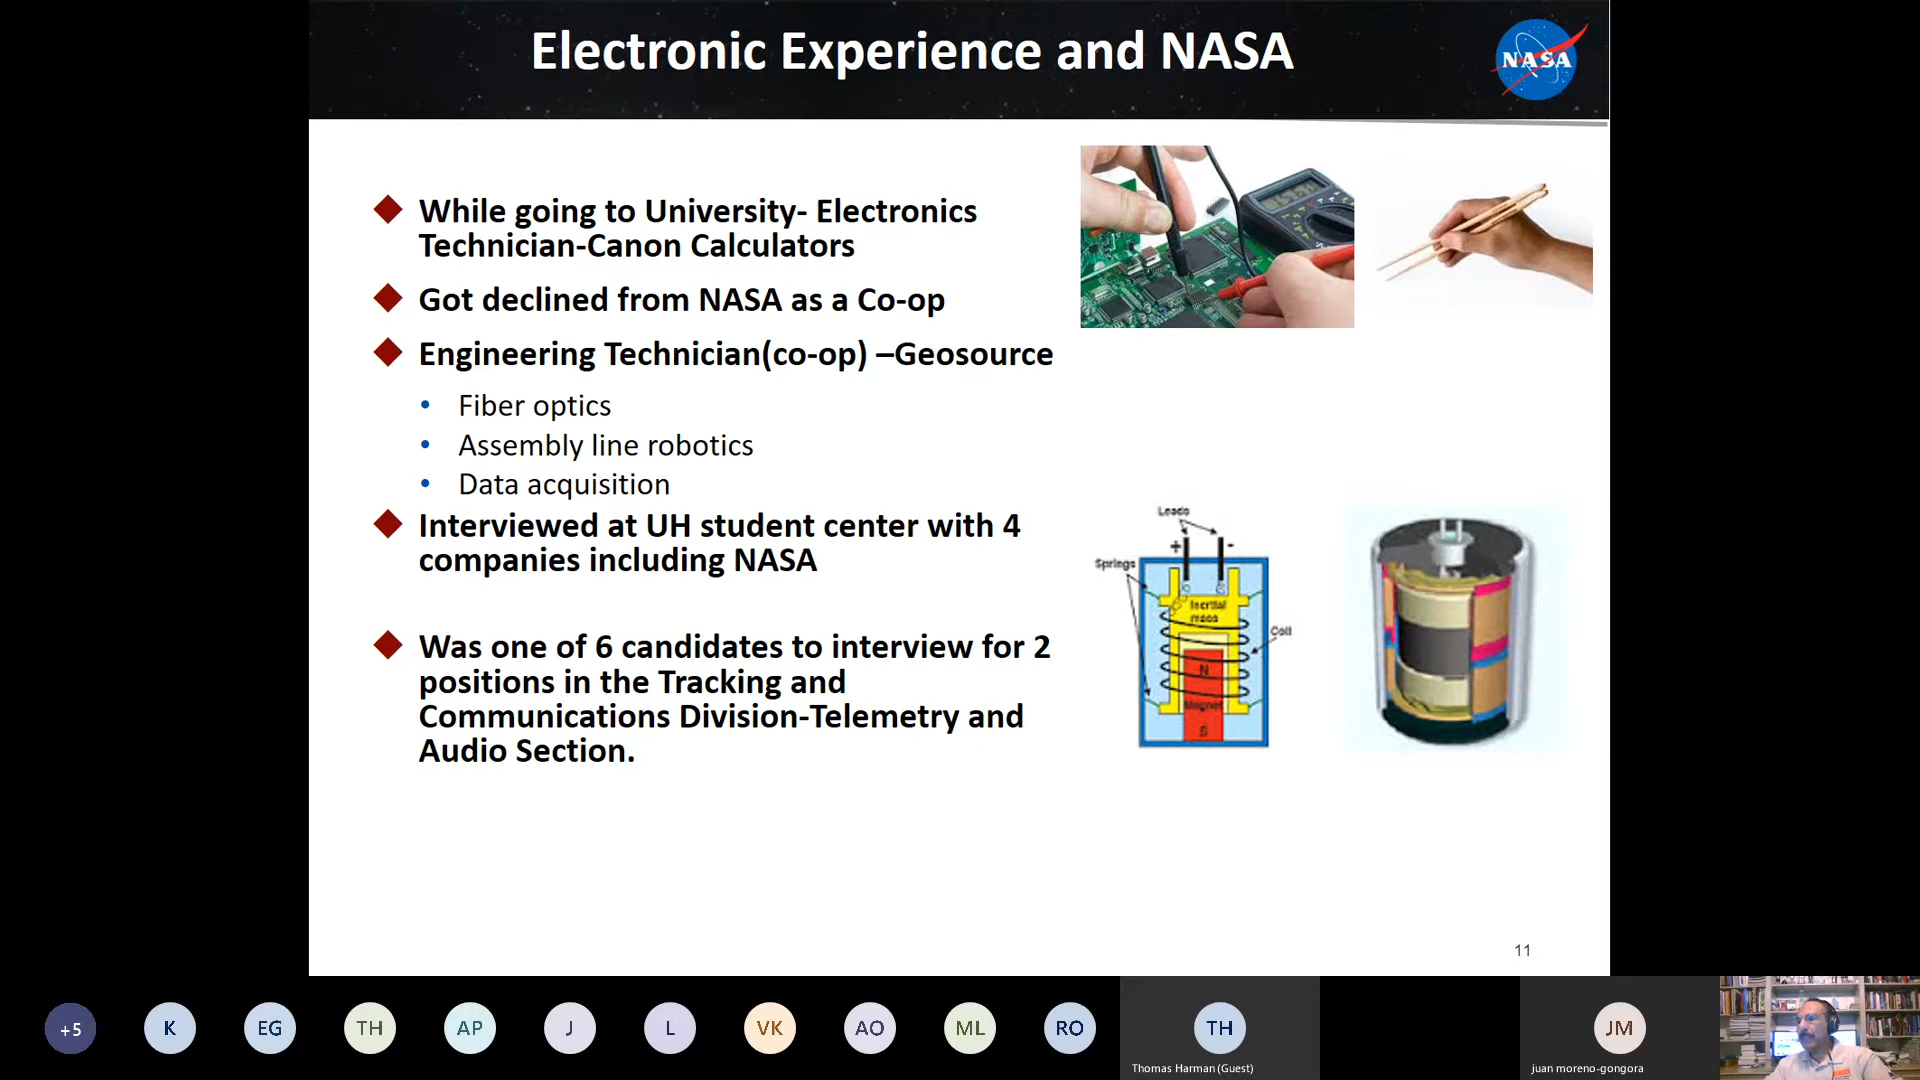 Electronic Experience and NASA
NASA
While going to University- Electronics
Technician-Canon Calculators
Got declined from NASA as a Co-op
Engineering Technician(co-op) –Geosource
• Fiber optics
• Assembly line robotics
• Data acquisition
Interviewed at UH student center with 4
companies including NASA
Was one of 6 candidates to interview for 2
positions in the Tracking and
Communications Division-Telemetry and
Audio Section.
Leads
+ -
Springs
Inertial
mass
Coil
N
Magnet
S
11
+5
K
EG
TH
AP
J
L
VK
AO
ML
RO
TH
Thomas Harman (Guest)
JM
juan moreno-gongora